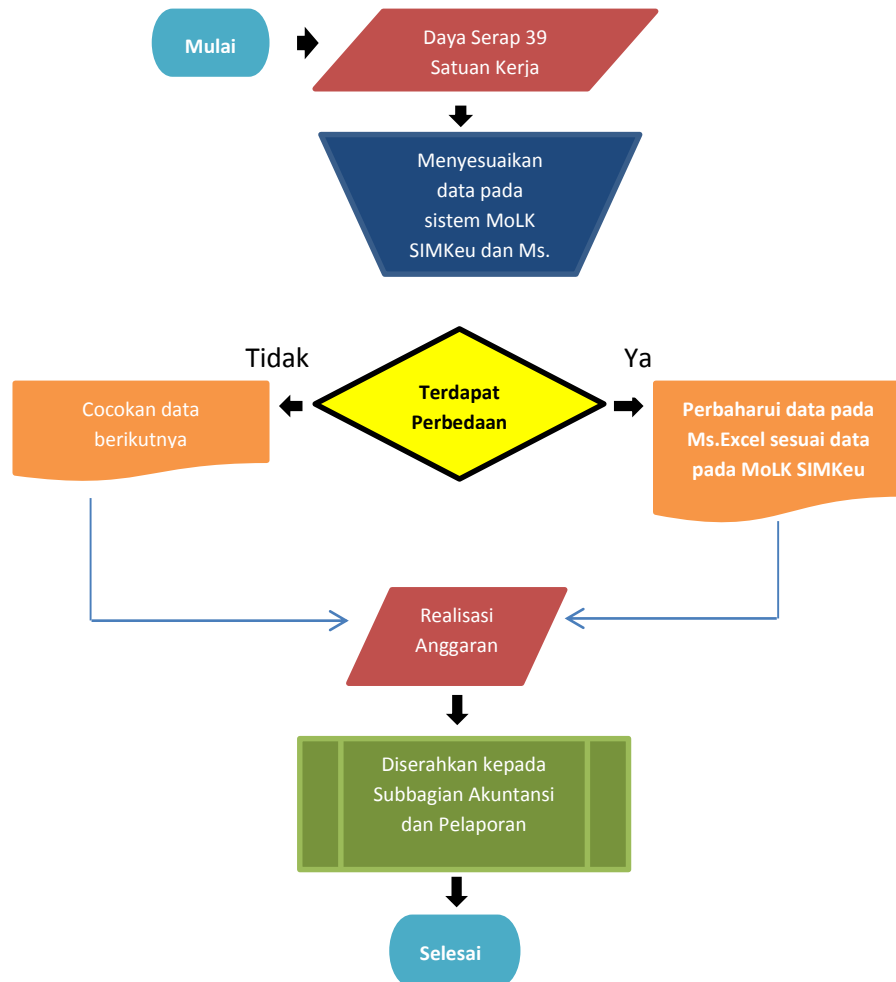 Mulai
Daya Serap 39
Satuan Kerja
Menyesuaikan
data pada
sistem MoLK
SIMKeu dan Ms.
Tidak
Ya
Terdapat
Perbedaan
Cocokan data
berikutnya
Perbaharui data pada
Ms.Excel sesuai data
pada MoLK SIMKeu
Realisasi
Anggaran
Diserahkan kepada
Subbagian Akuntansi
dan Pelaporan
Selesai